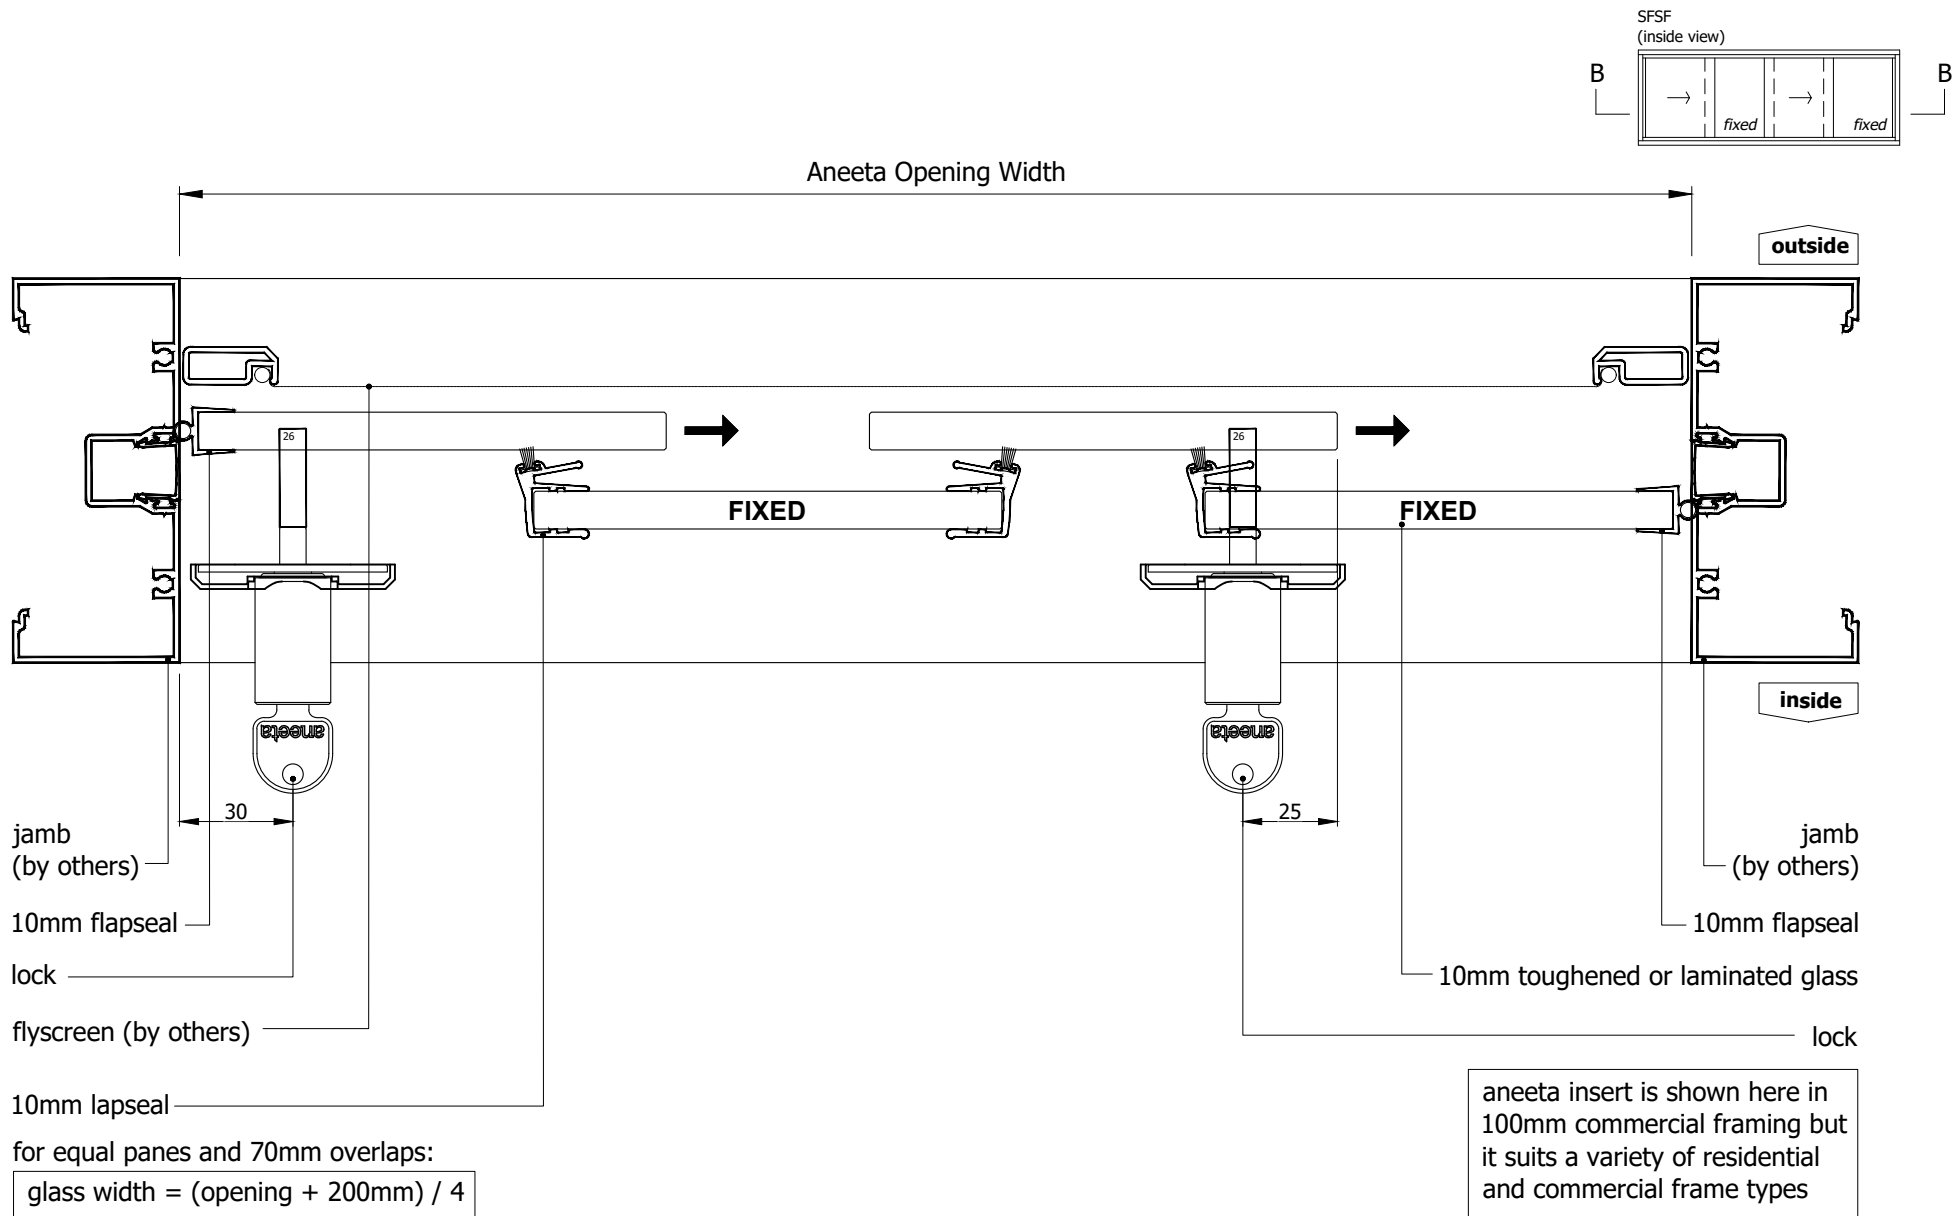 SFSF
(inside view)
B
B
fixed
fixed
Aneeta Opening Width
outside
26
26
FIXED
FIXED
inside
aneeta
aneeta
30
25
jamb
(by others)
jamb
(by others)
10mm flapseal
10mm flapseal
lock
10mm toughened or laminated glass
flyscreen (by others)
lock
10mm lapseal
for equal panes and 70mm overlaps:
glass width = (opening + 200mm) / 4
aneeta insert is shown here in
100mm commercial framing but
it suits a variety of residential
and commercial frame types